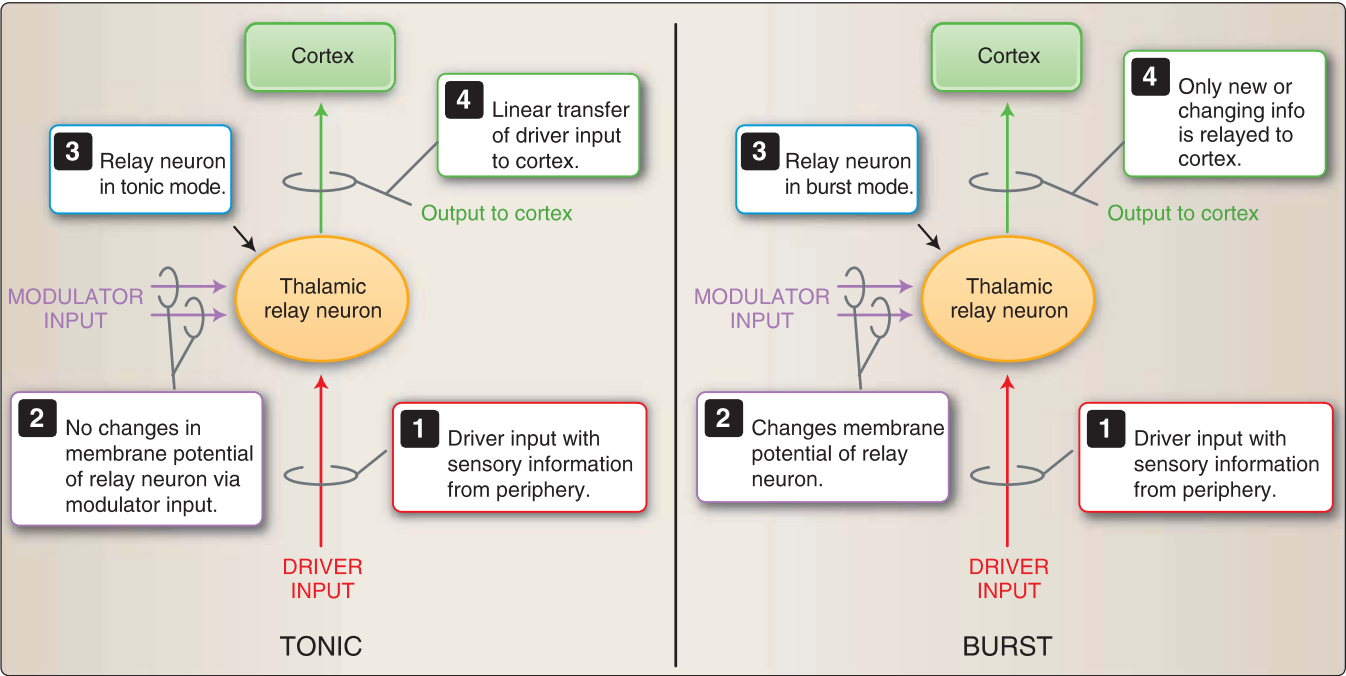 Cortex
4
Linear transfer
of driver input
to cortex.
3
Relay neuron
in tonic mode.
Output to cortex
Thalamic
relay neuron
MODULATOR
INPUT
2
No changes in
membrane potential
of relay neuron via
modulator input.
1
Driver input with
sensory information
from periphery.
DRIVER
INPUT
TONIC
Cortex
4
Only new or
changing info
is relayed to
cortex.
3
Relay neuron
in burst mode.
Output to cortex
Thalamic
relay neuron
MODULATOR
INPUT
2
Changes membrane
potential of relay
neuron.
1
Driver input with
sensory information
from periphery.
DRIVER
INPUT
BURST